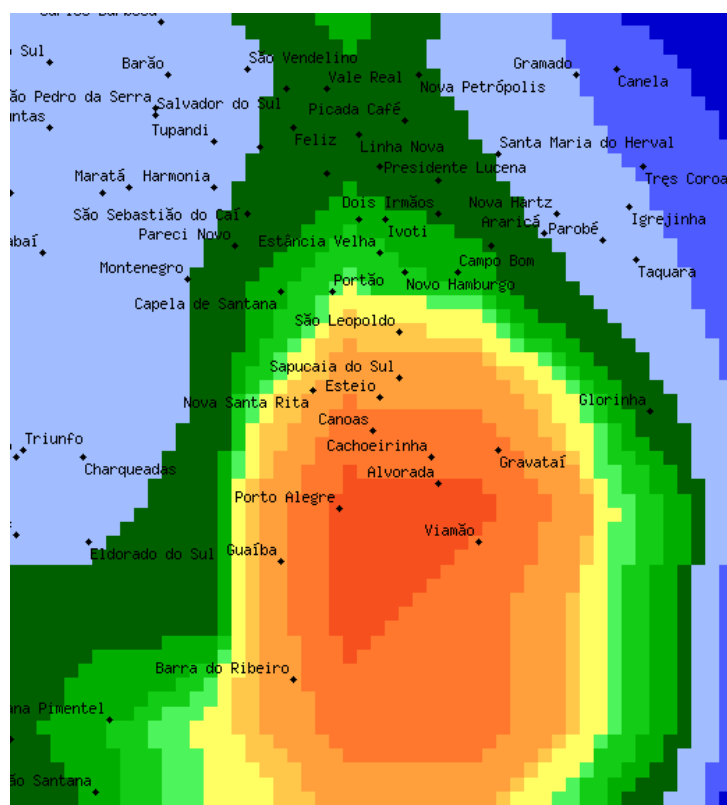 Sul
São Vendelino
Barão
Vale Real
Gramado
Nova Petrópolis
Canela
ão Pedro da Serra
Salvador do Sul
Picada Café
untas
Tupandi
Feliz
Linha Nova
Santa Maria do Herval
Presidente Lucena
Maratá
Harmonia
Três Coroa
São Sebastião do Caí
Dois Irmãos
Nova Hartz
Igrejinha
Pareci Novo
Ivoti
Araricá
Parobé
abaí
Estância Velha
Montenegro
Campo Bom
Taquara
Portão
Novo Hamburgo
Capela de Santana
São Leopoldo
Sapucaia do Sul
Esteio
Nova Santa Rita
Glorinha
Canoas
Triunfo
Cachoeirinha
Gravataí
Charqueadas
Alvorada
Porto Alegre
Viamão
Eldorado do Sul
Guaíba
Barra do Ribeiro
ana Pimentel
ão Santana